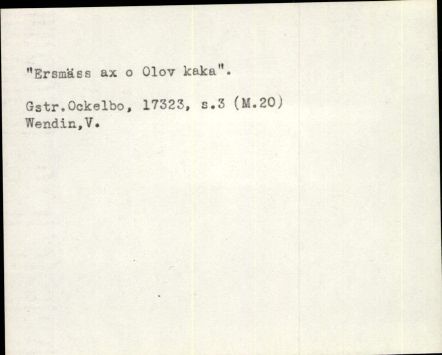 "Ersmäss ax o Olov kaka".
Gstr.Ockelbo, 17323, s.3 (M.20)
Wendin,V.